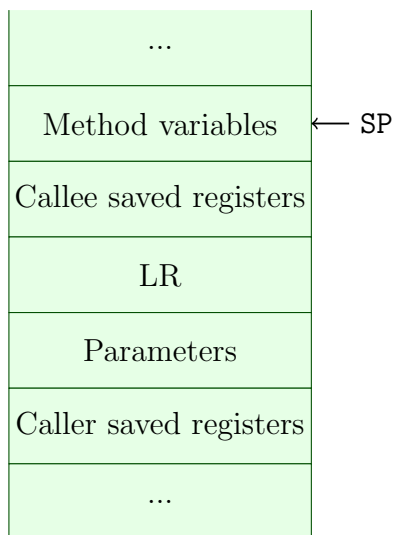 ...
Method variables
SP
Callee saved registers
LR
Parameters
Caller saved registers
...